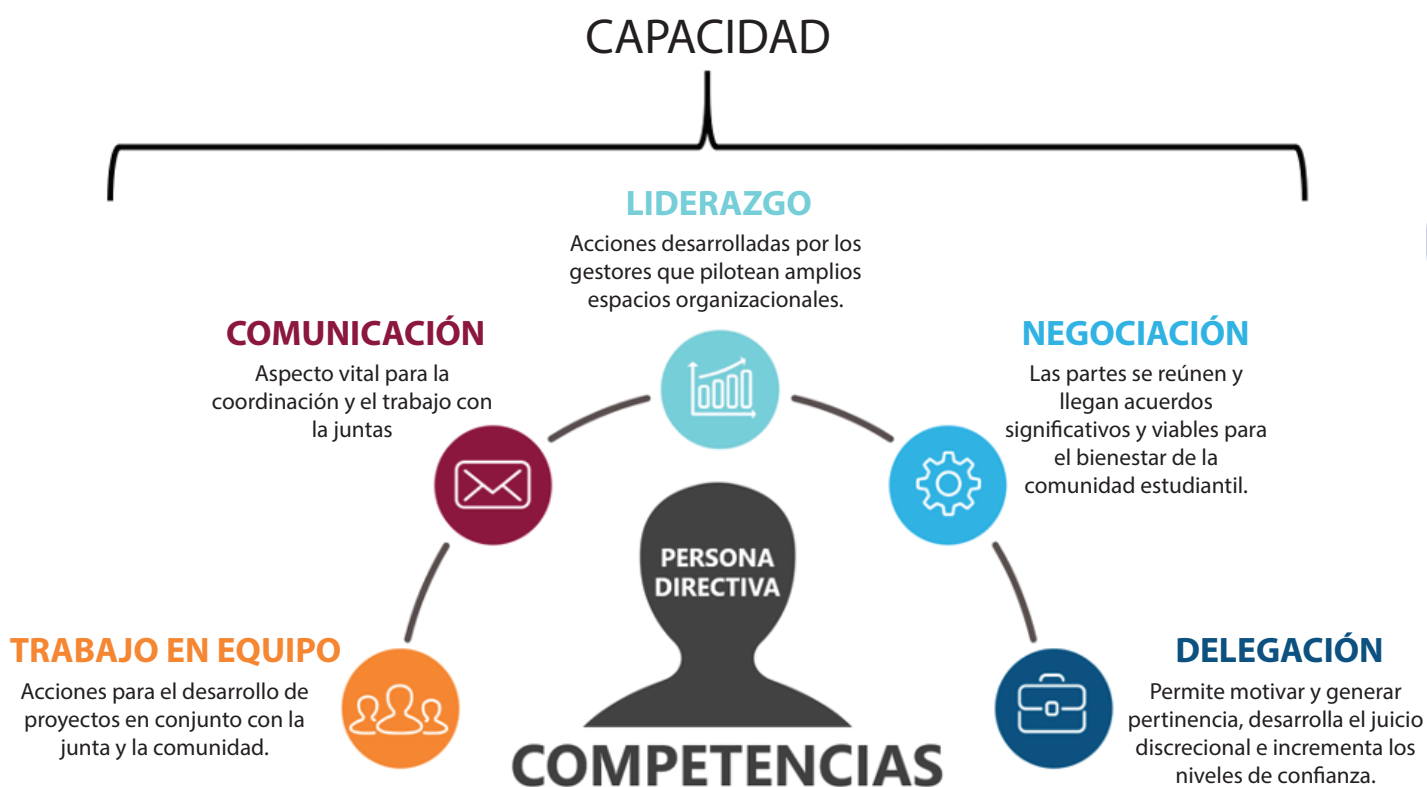 CAPACIDAD
LIDERAZGO
Acciones desarrolladas por los
gestores que pilotean amplios
espacios organizacionales.
COMUNICACIÓN
Aspecto vital para la
coordinación y el trabajo con
la juntas
NEGOCIACIÓN
Las partes se reúnen y
llegan acuerdos
significativos y viables para
el bienestar de la
comunidad estudiantil.
PERSONA
DIRECTIVA
TRABAJO EN EQUIPO
Acciones para el desarrollo de
proyectos en conjunto con la
junta y la comunidad.
DELEGACIÓN
Permite motivar y generar
pertinencia, desarrolla el juicio
discrecional e incrementa los
niveles de confianza.
COMPETENCIAS